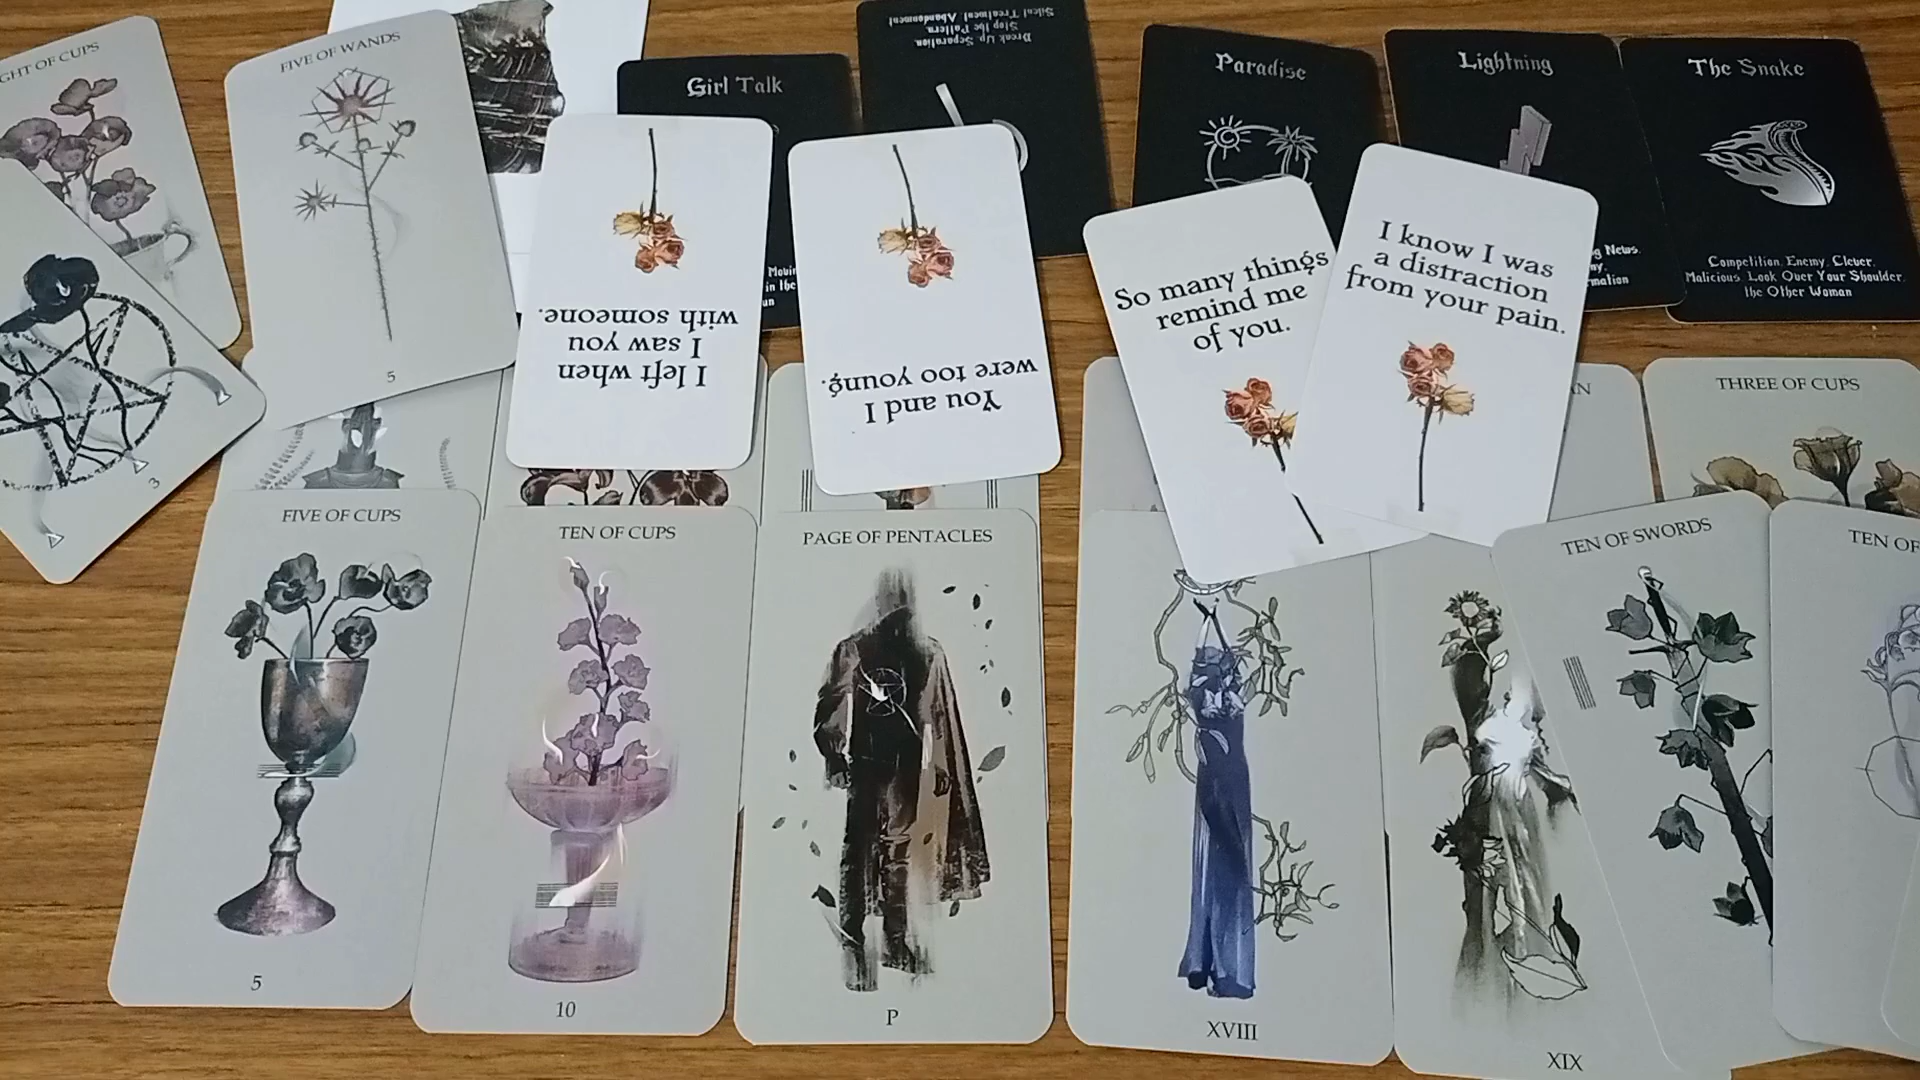 GHT OF CUPS
FIVE OF WANDS
5
3
Girl Talk
in the
Break Up, Separation,
Stop the Pattern,
Silent Treatment, Abandonment
Paradise
Lightning
News.
The Snake
Competition, Enemy, Clever,
Malicious, Look Over Your Shoulder,
the Other Woman
I left when
I saw you
with someone.
You and I
were too young.
So many things
remind me
of you.
I know I was
a distraction
from your pain.
THREE OF CUPS
FIVE OF CUPS
5
TEN OF CUPS
10
PAGE OF PENTACLES
P
XVIII
XIX
TEN OF SWORDS
TEN OF